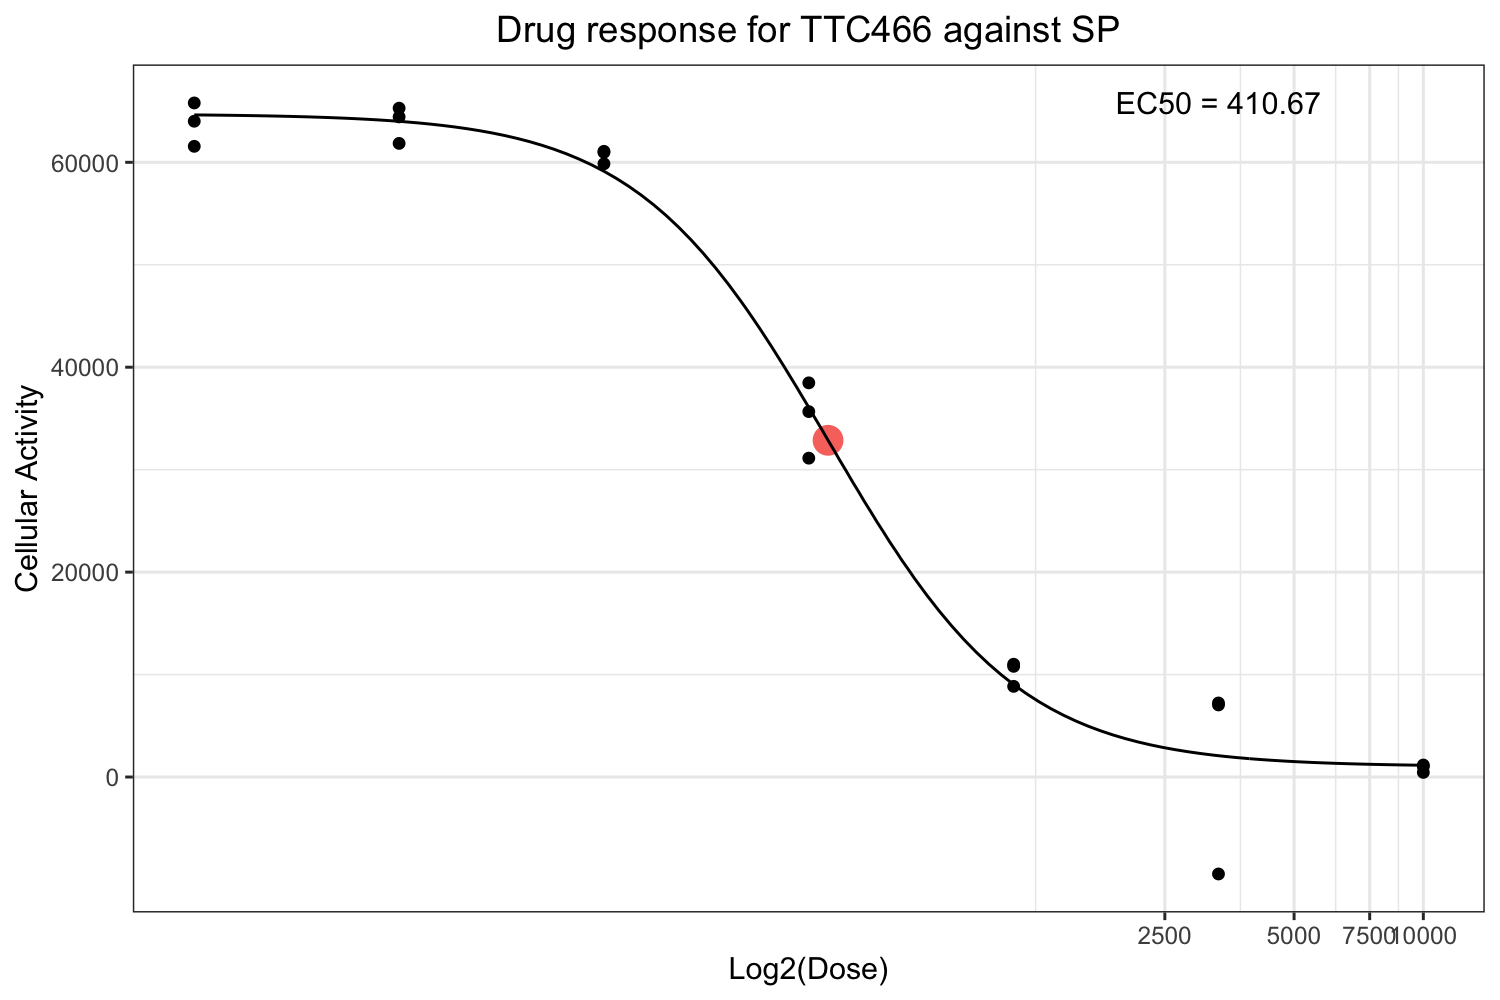 Drug response for TTC466 against SP
EC50 = 410.67
60000
40000
20000
0
Cellular Activity
2500 5000 7500 10000
Log2(Dose)